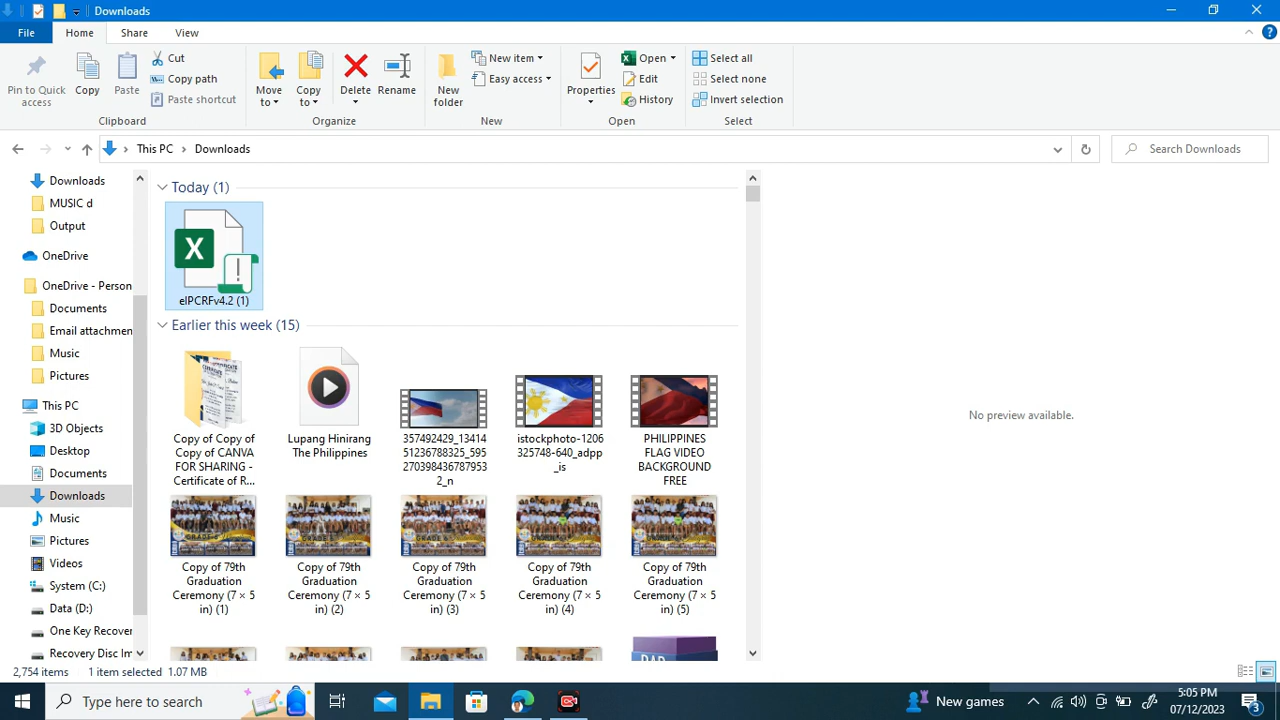 Downloads
File
Home
Share
View
Pin to Quick
access
Copy
Paste
Cut
Copy path
Paste shortcut
Clipboard
Move
to
Copy
to
Delete
Rename
Organize
New
folder
New item
Easy access
New
Properties
Open
Edit
History
Open
Select all
Select none
Invert selection
Select
This PC
Downloads
Search Downloads
Downloads
MUSIC d
Output
OneDrive
OneDrive - Person
Documents
Email attachmen
Music
Pictures
This PC
3D Objects
Desktop
Documents
Downloads
Music
Pictures
Videos
System (C:)
Data (D:)
One Key Recover
Recovery Disc Im
Today (1)
eIPCRFv4.2 (1)
Earlier this week (15)
Copy of Copy of
Copy of CANVA
FOR SHARING -
Certificate of R...
Lupang Hinirang
The Philippines
357492429_13414
51236788325_595
270398436787953
2_n
istockphoto-1206
325748-640_adpp
_is
PHILIPPINES
FLAG VIDEO
BACKGROUND
FREE
Copy of 79th
Graduation
Ceremony (7 × 5
in) (1)
Copy of 79th
Graduation
Ceremony (7 × 5
in) (2)
Copy of 79th
Graduation
Ceremony (7 × 5
in) (3)
Copy of 79th
Graduation
Ceremony (7 × 5
in) (4)
Copy of 79th
Graduation
Ceremony (7 × 5
in) (5)
No preview available.
2,754 items
1 item selected 1.07 MB
Type here to search
New games
5:05 PM
07/12/2023
3